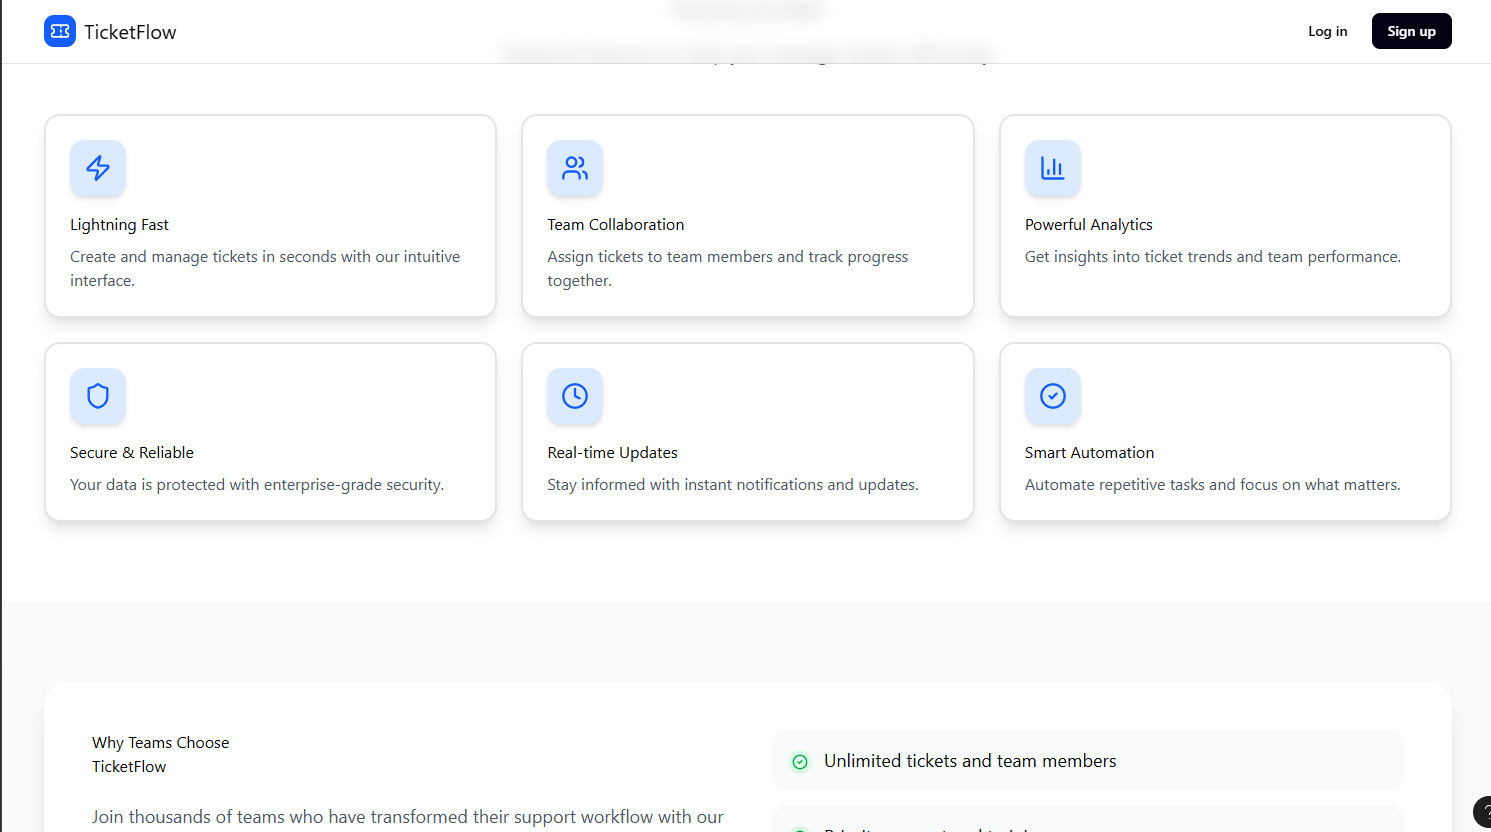 TicketFlow
Log in
Sign up
Lightning Fast
Create and manage tickets in seconds with our intuitive
interface.
Team Collaboration
Assign tickets to team members and track progress
together.
Powerful Analytics
Get insights into ticket trends and team performance.
Secure & Reliable
Your data is protected with enterprise-grade security.
Real-time Updates
Stay informed with instant notifications and updates.
Smart Automation
Automate repetitive tasks and focus on what matters.
Why Teams Choose
TicketFlow
Join thousands of teams who have transformed their support workflow with our
Unlimited tickets and team members
?